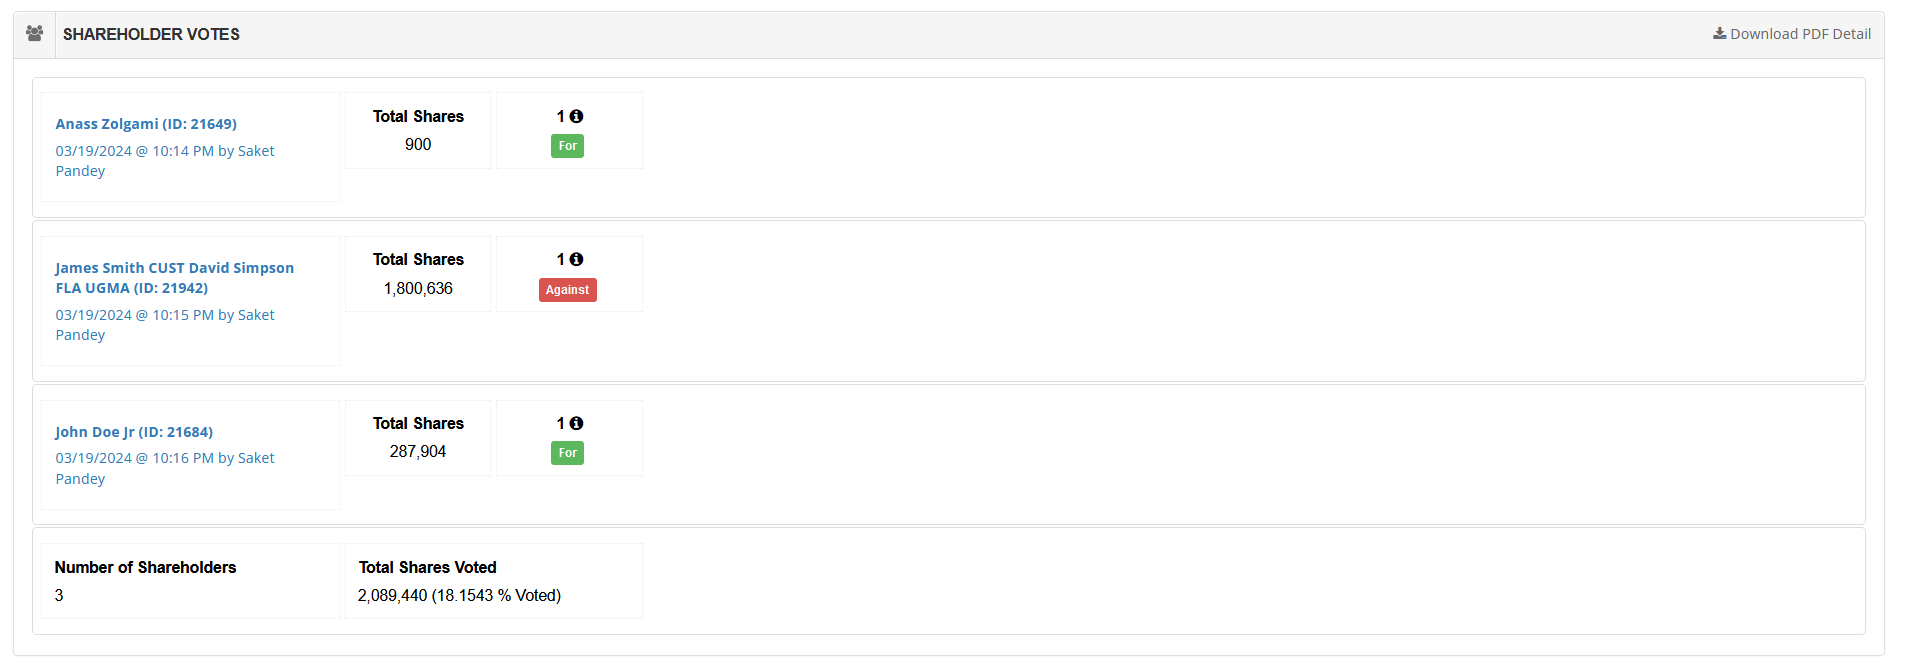 SHAREHOLDER VOTES
Download PDF Detail
Anass Zolgami (ID: 21649)
03/19/2024 @ 10:14 PM by Saket
Pandey
Total Shares
900
1
For
James Smith CUST David Simpson
FLA UGMA (ID: 21942)
03/19/2024 @ 10:15 PM by Saket
Pandey
Total Shares
1,800,636
1
Against
John Doe Jr (ID: 21684)
03/19/2024 @ 10:16 PM by Saket
Pandey
Total Shares
287,904
1
For
Number of Shareholders
3
Total Shares Voted
2,089,440 (18.1543 % Voted)